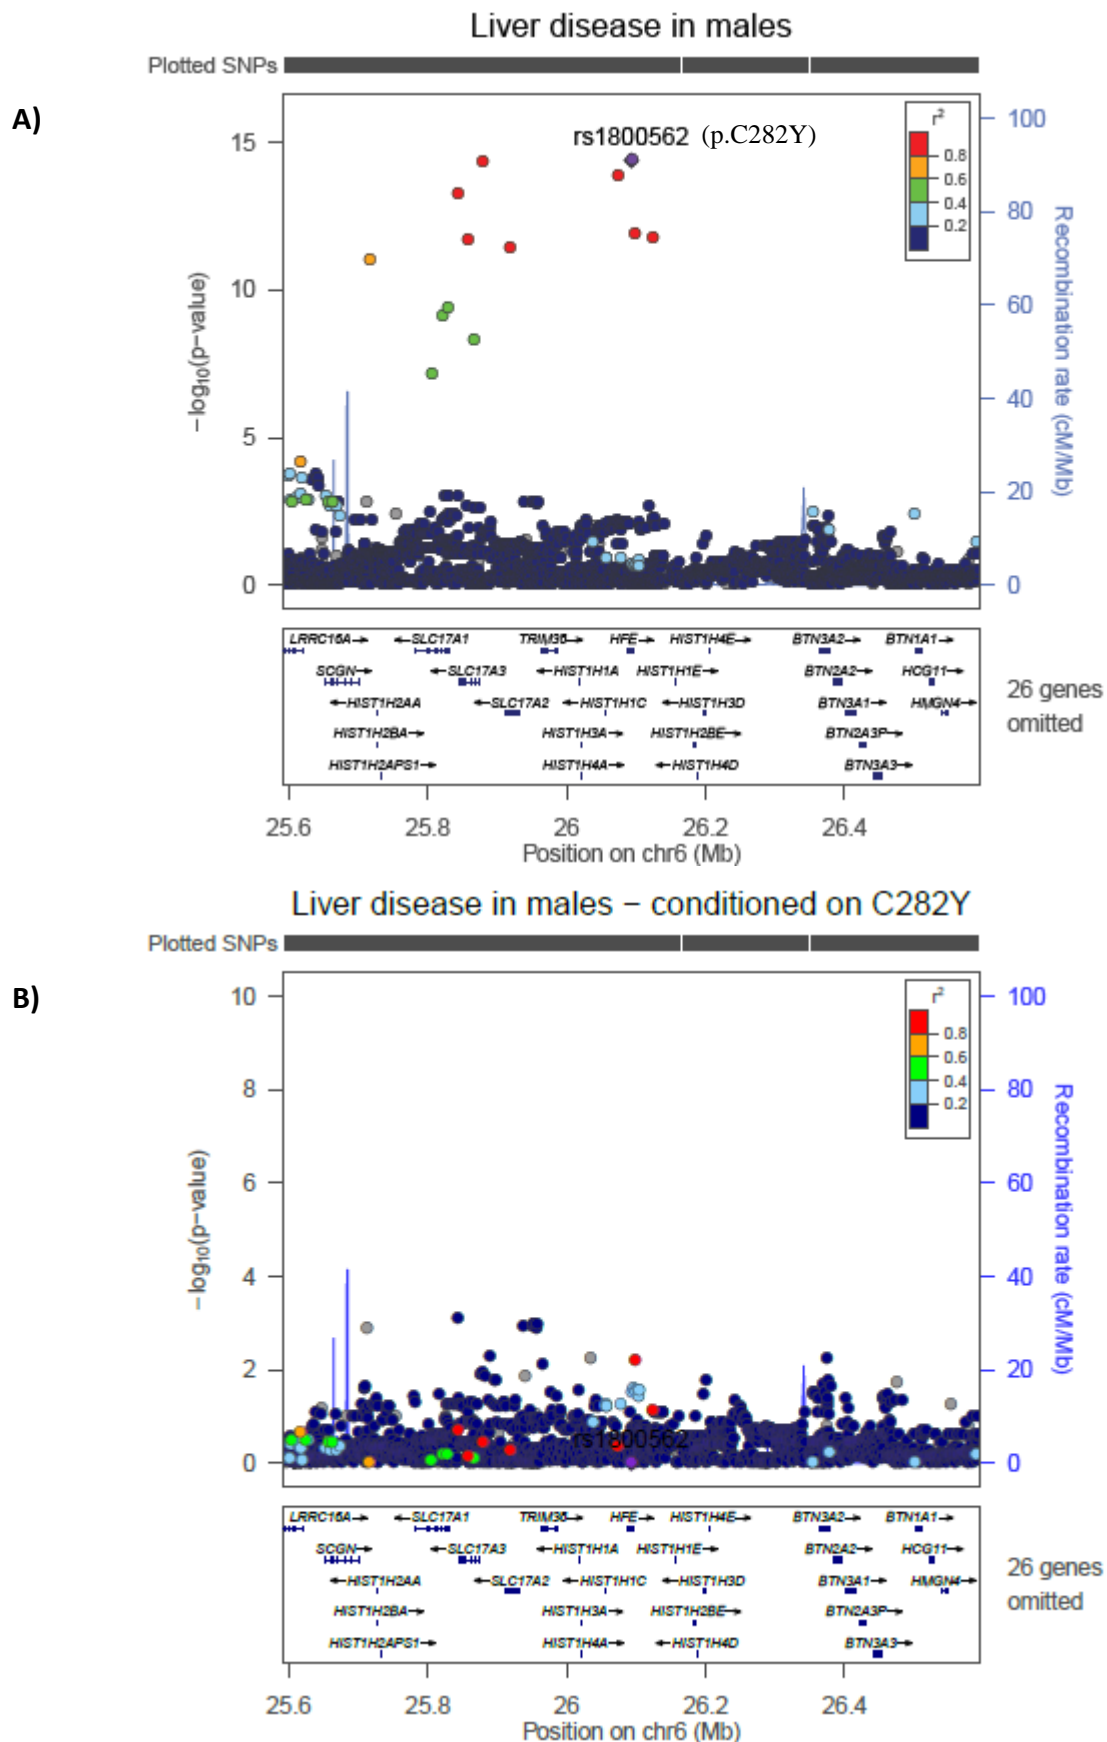 Liver disease in males
Plotted SNPs
A)
r²
0.8
0.6
0.4
0.2
rs1800562 (p.C282Y)
15
10
5
0
−log₁₀(p−value)
100
80
60
40
20
0
Recombination rate (cM/Mb)
LRRC16A SLC17A1 TRIM38 HFE HIST1H4E BTN3A2 BTN1A1
SCGN SLC17A3 HIST1H1A HIST1H1E BTN2A2 HCG11
HIST1H2AA SLC17A2 HIST1H1C HIST1H3D BTN3A1 HMGN4
HIST1H2BA HIST1H3A HIST1H2BE BTN2A3P
HIST1H2APS1 HIST1H4A HIST1H4D BTN3A3
26 genes
omitted
25.6 25.8 26 26.2 26.4
Position on chr6 (Mb)
Liver disease in males − conditioned on C282Y
Plotted SNPs
B)
r²
0.8
0.6
0.4
0.2
10
8
6
4
2
0
−log₁₀(p−value)
100
80
60
40
20
0
Recombination rate (cM/Mb)
rs1800562
LRRC16A SLC17A1 TRIM38 HFE HIST1H4E BTN3A2 BTN1A1
SCGN SLC17A3 HIST1H1A HIST1H1E BTN2A2 HCG11
HIST1H2AA SLC17A2 HIST1H1C HIST1H3D BTN3A1 HMGN4
HIST1H2BA HIST1H3A HIST1H2BE BTN2A3P
HIST1H2APS1 HIST1H4A HIST1H4D BTN3A3
26 genes
omitted
25.6 25.8 26 26.2 26.4
Position on chr6 (Mb)